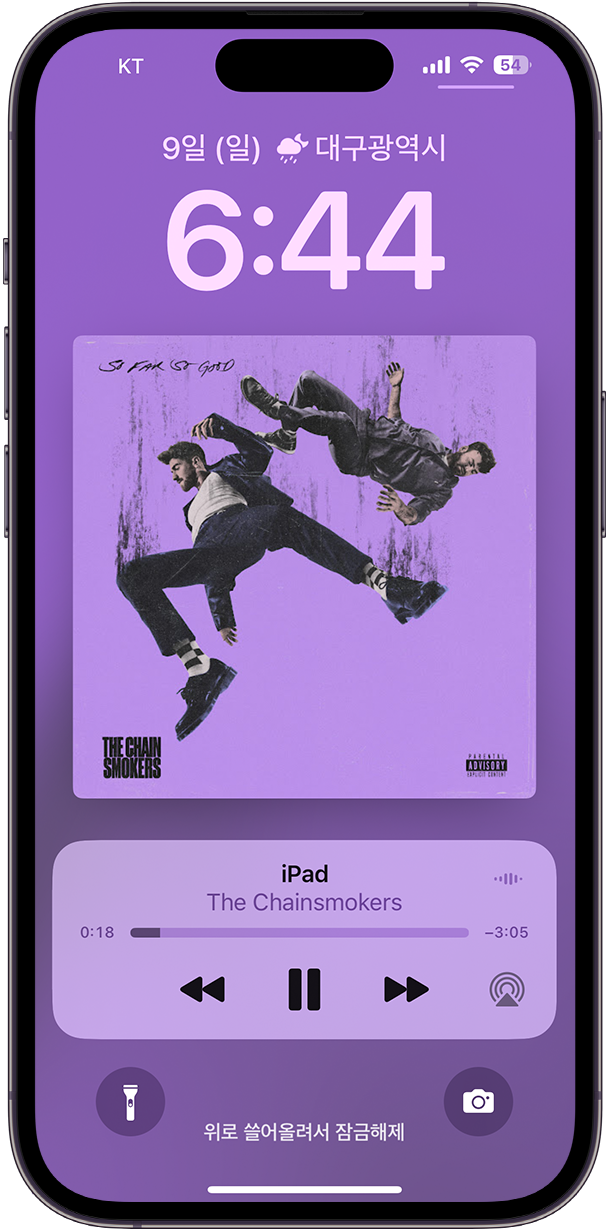 KT
54
9일 (일) 대구광역시
6:44
So FAR So GooD
THE CHAIN
SMOKERS
PARENTAL
ADVISORY
EXPLICIT CONTENT
iPad
The Chainsmokers
0:18
−3:05
위로 쓸어올려서 잠금해제